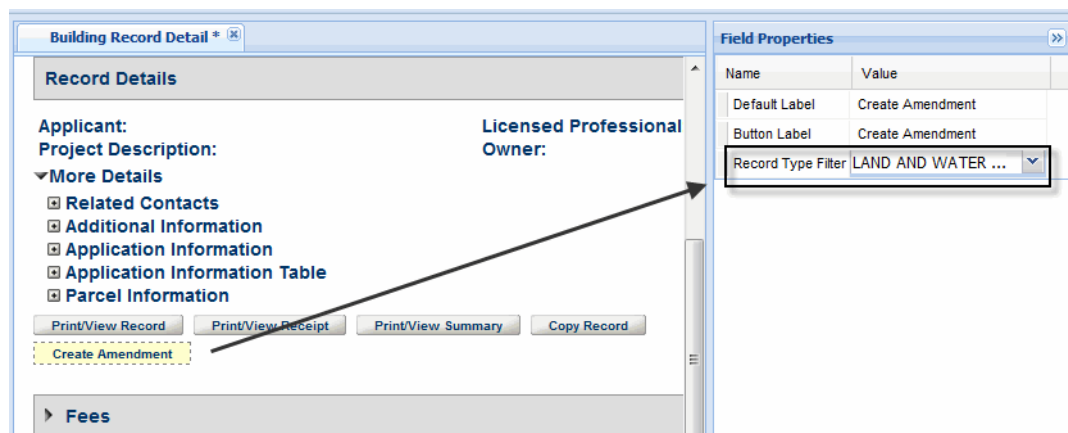 Building Record Detail *
Record Details
Applicant:
Licensed Professional
Project Description:
Owner:
More Details
Related Contacts
Additional Information
Application Information
Application Information Table
Parcel Information
Print/View Record
Print/View Receipt
Print/View Summary
Copy Record
Create Amendment
Fees
Field Properties
Name Value
Default Label Create Amendment
Button Label Create Amendment
Record Type Filter LAND AND WATER ...